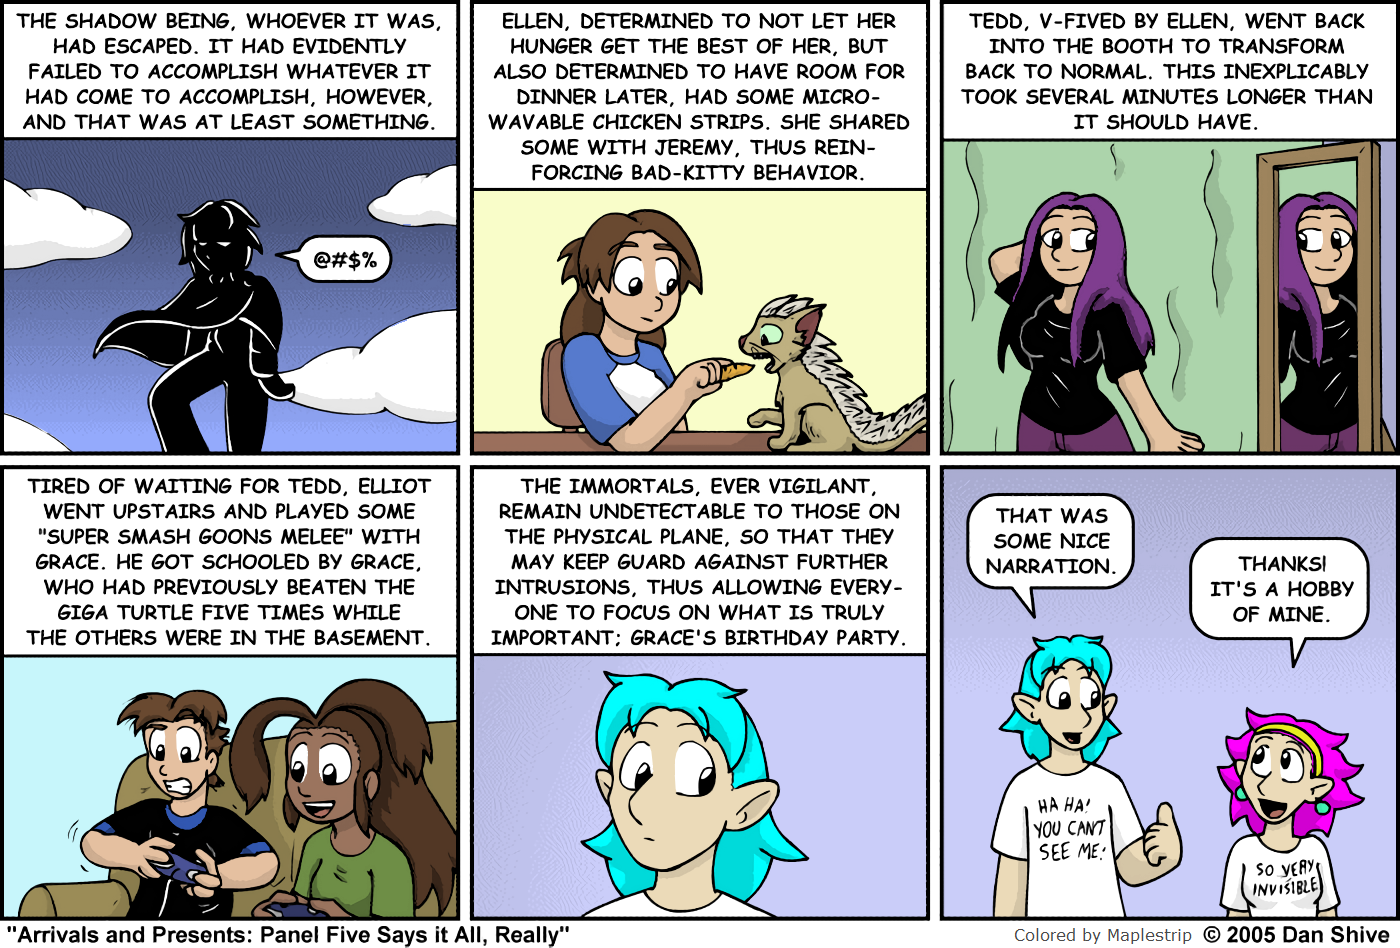 THE SHADOW BEING, WHOEVER IT WAS,
HAD ESCAPED. IT HAD EVIDENTLY
FAILED TO ACCOMPLISH WHATEVER IT
HAD COME TO ACCOMPLISH, HOWEVER,
AND THAT WAS AT LEAST SOMETHING.
@#$%
ELLEN, DETERMINED TO NOT LET HER
HUNGER GET THE BEST OF HER, BUT
ALSO DETERMINED TO HAVE ROOM FOR
DINNER LATER, HAD SOME MICRO-
WAVABLE CHICKEN STRIPS. SHE SHARED
SOME WITH JEREMY, THUS REIN-
FORCING BAD-KITTY BEHAVIOR.
TEDD, V-FIVED BY ELLEN, WENT BACK
INTO THE BOOTH TO TRANSFORM
BACK TO NORMAL. THIS INEXPLICABLY
TOOK SEVERAL MINUTES LONGER THAN
IT SHOULD HAVE.
TIRED OF WAITING FOR TEDD, ELLIOT
WENT UPSTAIRS AND PLAYED SOME
"SUPER SMASH GOONS MELEE" WITH
GRACE. HE GOT SCHOOLED BY GRACE,
WHO HAD PREVIOUSLY BEATEN THE
GIGA TURTLE FIVE TIMES WHILE
THE OTHERS WERE IN THE BASEMENT.
THE IMMORTALS, EVER VIGILANT,
REMAIN UNDETECTABLE TO THOSE ON
THE PHYSICAL PLANE, SO THAT THEY
MAY KEEP GUARD AGAINST FURTHER
INTRUSIONS, THUS ALLOWING EVERY-
ONE TO FOCUS ON WHAT IS TRULY
IMPORTANT; GRACE'S BIRTHDAY PARTY.
THAT WAS
SOME NICE
NARRATION.
THANKS!
IT'S A HOBBY
OF MINE.
HA HA!
YOU CAN'T
SEE ME!
SO VERY
INVISIBLE
"Arrivals and Presents: Panel Five Says it All, Really"
Colored by Maplestrip © 2005 Dan Shive